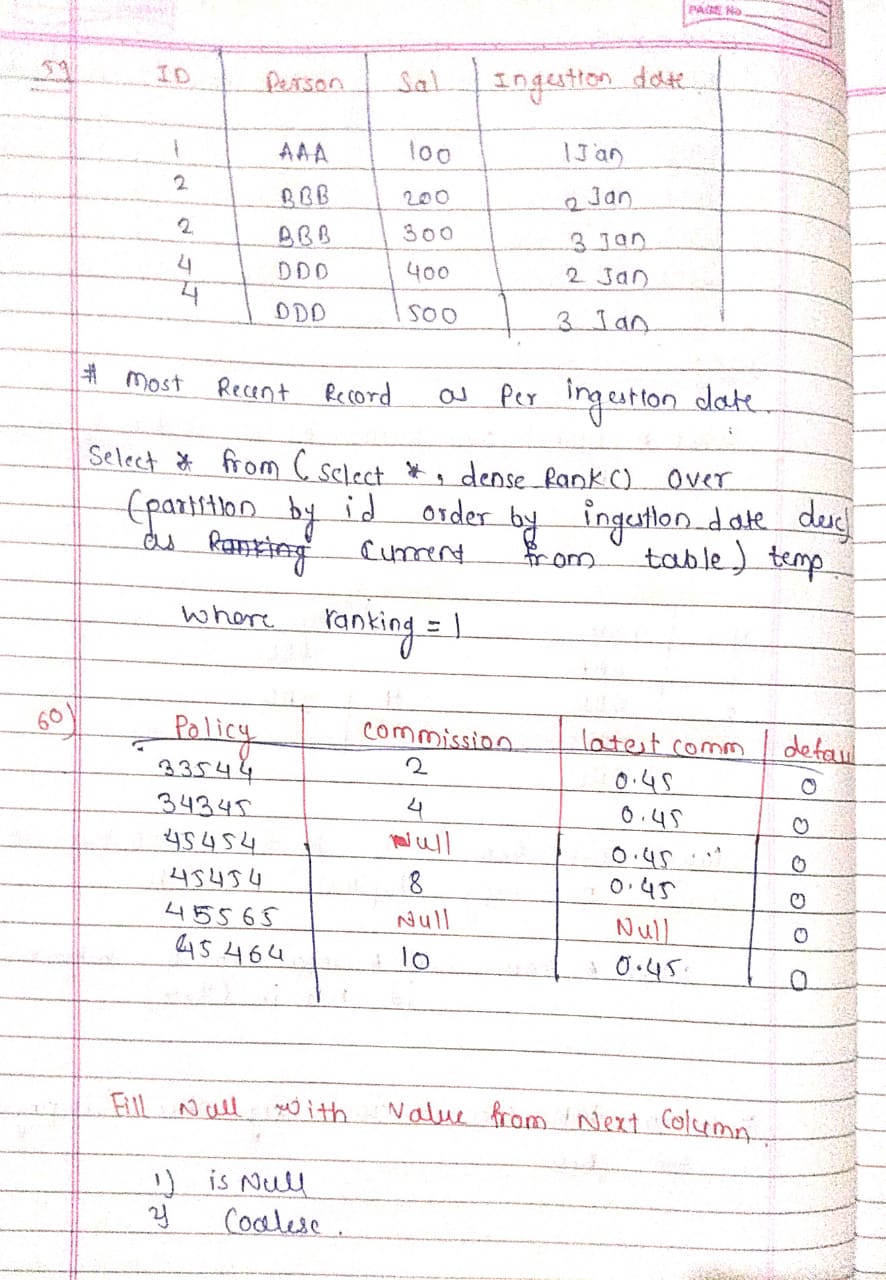 PAGE No
59 ID Person Sal Ingestion date
1 AAA 100 1 Jan
2 BBB 200 2 Jan
2 BBB 300 3 Jan
4 DDD 400 2 Jan
4 DDD 500 3 Jan
# Most Recent Record as Per ingestion date.
Select * from (select *, dense_Rank() over
(partition by id order by ingestion date desc)
as Ranking current from table) temp.
where ranking = 1
60) Policy commission latest comm defau
33544 2 0.45 0
34345 4 0.45 0
45454 Null 0.45 0
45454 8 0.45 0
45565 Null Null 0
45464 10 0.45 0
Fill Null with Value from Next Column.
1) is Null
2) Coalesc.